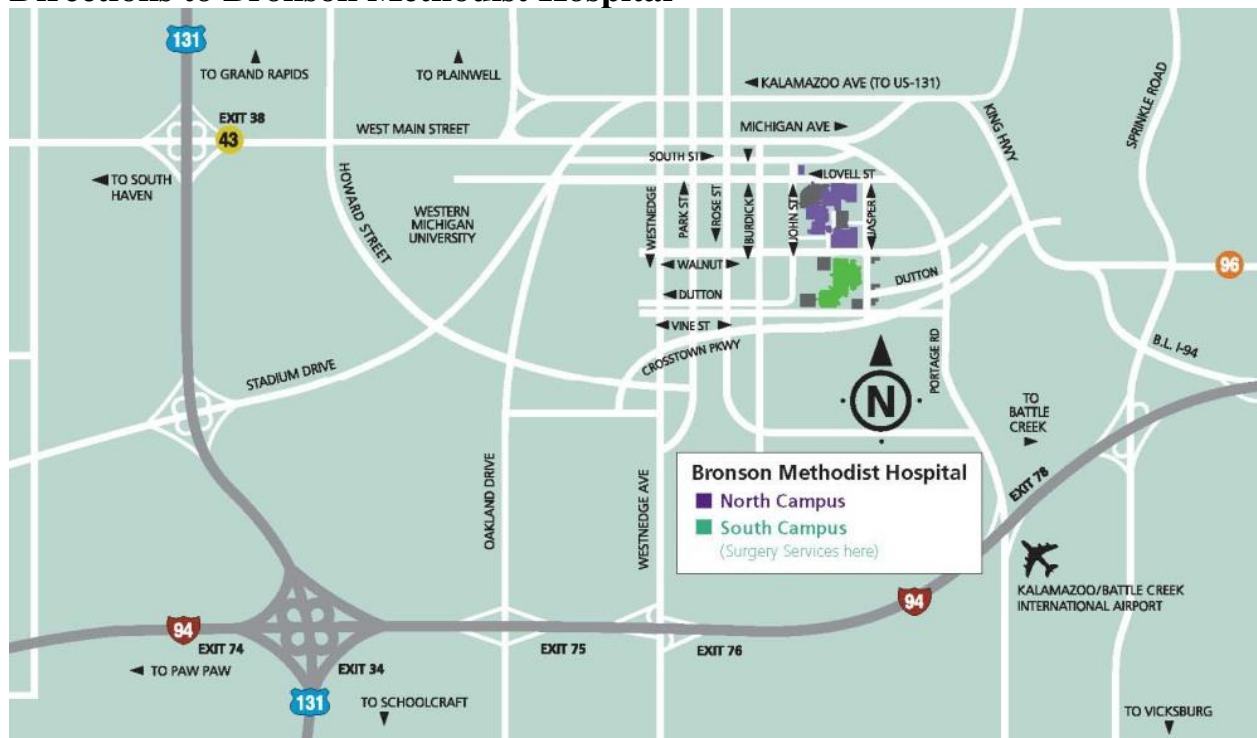 Directions to Bronson Methodist Hospital
131
TO GRAND RAPIDS
TO PLAINWELL
KALAMAZOO AVE (TO US-131)
EXIT 38
43
WEST MAIN STREET
MICHIGAN AVE
KING HWY
SPRINKLE ROAD
SOUTH ST
LOVELL ST
TO SOUTH
HAVEN
HOWARD STREET
WESTERN
MICHIGAN
UNIVERSITY
WESTNEDGE
PARK ST
ROSE ST
BURDICK
JOHN ST
JASPER
WALNUT
DUTTON
DUTTON
96
VINE ST
CROSSTOWN PKWY
B.L. I-94
STADIUM DRIVE
N
PORTAGE RD
TO
BATTLE
CREEK
OAKLAND DRIVE
WESTNEDGE AVE
Bronson Methodist Hospital
North Campus
South Campus
(Surgery Services here)
EXIT 78
KALAMAZOO/BATTLE CREEK
INTERNATIONAL AIRPORT
94
94
EXIT 74
EXIT 34
EXIT 75
EXIT 76
TO PAW PAW
131
TO SCHOOLCRAFT
TO VICKSBURG